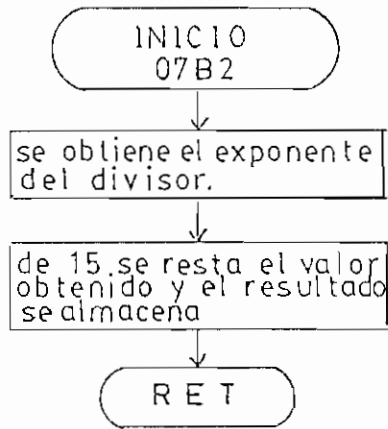 INICIO
07B2
se obtiene el exponente
del divisor.
de 15.se resta el valor
obtenido y el resultado
se almacena
RET